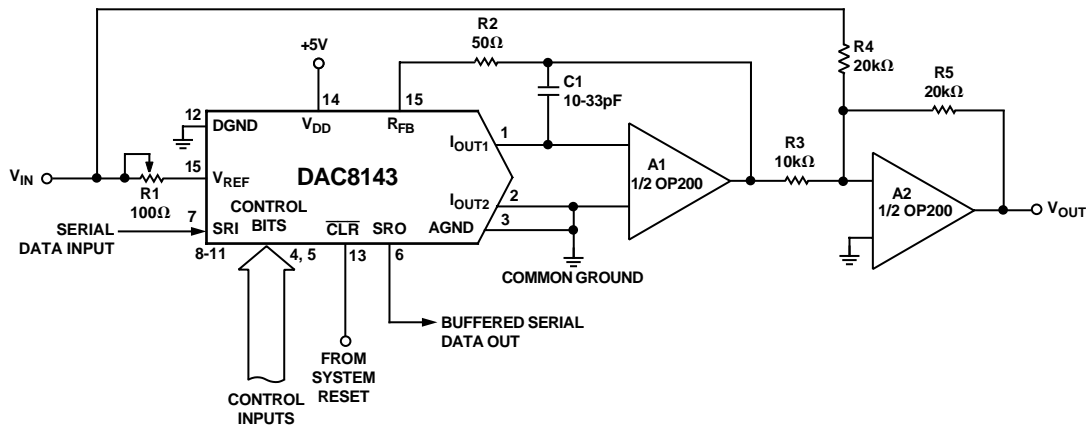 R2
50Ω
R4
20kΩ
+5V
R5
20kΩ
C1
10-33pF
14
15
12
DGND
VDD
RFB
1
IOUT1
R3
10kΩ
A1
1/2 OP200
VIN
15
VREF
DAC8143
A2
1/2 OP200
VOUT
R1
100Ω
IOUT2
2
CONTROL
BITS
3
7
SERIAL
DATA INPUT
SRI
CLR
SRO
AGND
8-11
4, 5
13
6
COMMON GROUND
BUFFERED SERIAL
DATA OUT
FROM
SYSTEM
RESET
CONTROL
INPUTS